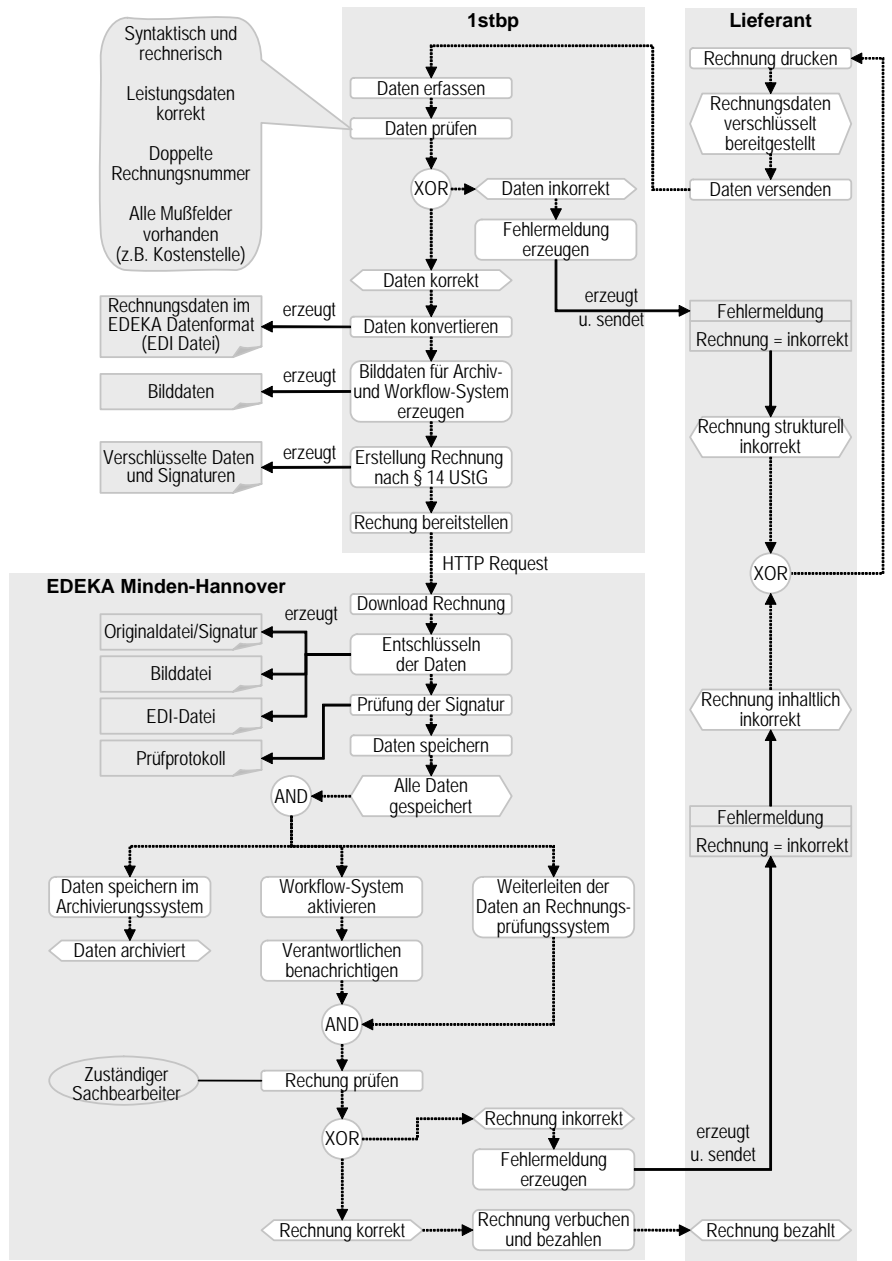 1stbp
Lieferant
Syntaktisch und
rechnerisch
Leistungsdaten
korrekt
Doppelte
Rechnungsnummer
Alle Mußfelder
vorhanden
(z.B. Kostenstelle)
Daten erfassen
Daten prüfen
XOR
Daten inkorrekt
Fehlermeldung
erzeugen
Daten korrekt
erzeugt
u. sendet
Rechnung drucken
Rechnungsdaten
verschlüsselt
bereitgestellt
Daten versenden
Rechnungsdaten im
EDEKA Datenformat
(EDI Datei)
erzeugt
Daten konvertieren
Bilddaten
erzeugt
Bilddaten für Archiv-
und Workflow-System
erzeugen
Verschlüsselte Daten
und Signaturen
erzeugt
Erstellung Rechnung
nach § 14 UStG
Rechung bereitstellen
Fehlermeldung
Rechnung = inkorrekt
Rechnung strukturell
inkorrekt
XOR
HTTP Request
EDEKA Minden-Hannover
Download Rechnung
erzeugt
Originaldatei/Signatur
Bilddatei
EDI-Datei
Prüfprotokoll
Entschlüsseln
der Daten
Prüfung der Signatur
Daten speichern
Alle Daten
gespeichert
AND
Rechnung inhaltlich
inkorrekt
Fehlermeldung
Rechnung = inkorrekt
Daten speichern im
Archivierungssystem
Daten archiviert
Workflow-System
aktivieren
Verantwortlichen
benachrichtigen
Weiterleiten der
Daten an Rechnungs-
prüfungssystem
AND
Zuständiger
Sachbearbeiter
Rechung prüfen
XOR
Rechnung inkorrekt
Fehlermeldung
erzeugen
erzeugt
u. sendet
Rechnung korrekt
Rechnung verbuchen
und bezahlen
Rechnung bezahlt